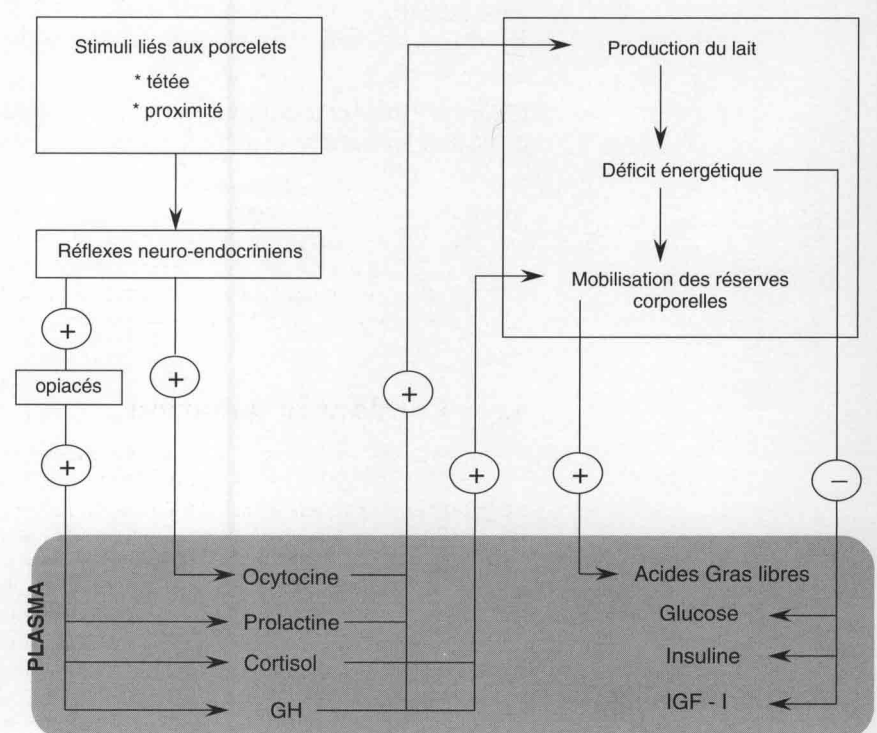 Stimuli liés aux porcelets
* tétée
* proximité
Réflexes neuro-endocriniens
+
opiacés
+
+
Production du lait
Déficit énergétique
Mobilisation des réserves
corporelles
+
+
+
−
PLASMA
Ocytocine
Prolactine
Cortisol
GH
Acides Gras libres
Glucose
Insuline
IGF - I